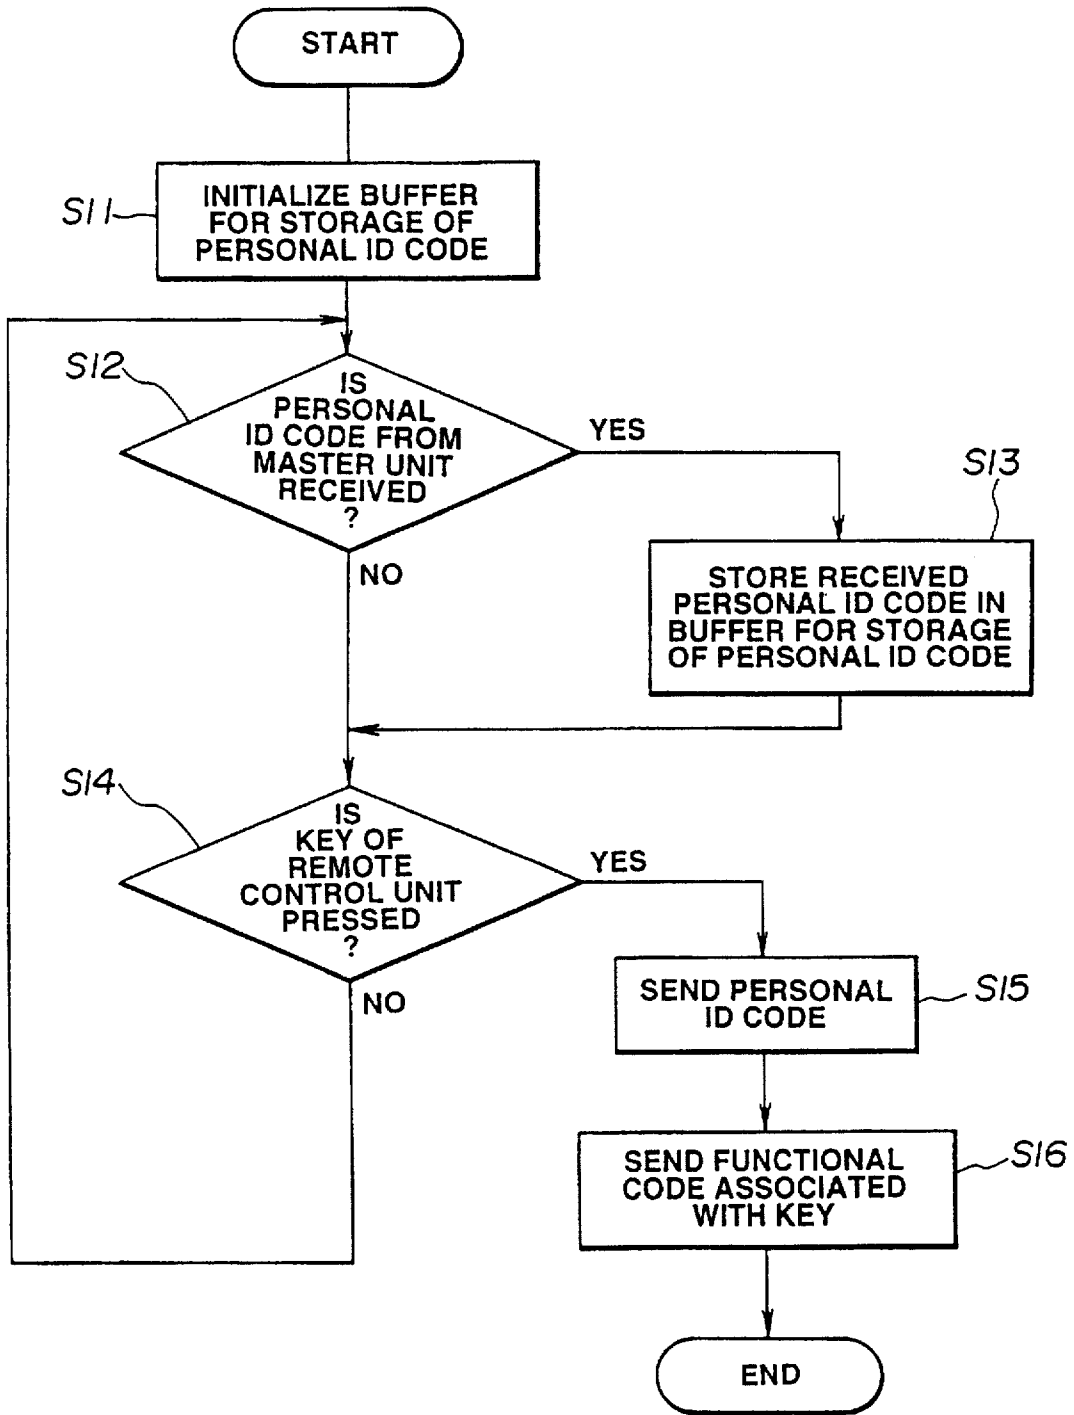 START
S11
INITIALIZE BUFFER
FOR STORAGE OF
PERSONAL ID CODE
S12
IS
PERSONAL
ID CODE FROM
MASTER UNIT
RECEIVED
?
YES
NO
S13
STORE RECEIVED
PERSONAL ID CODE IN
BUFFER FOR STORAGE
OF PERSONAL ID CODE
S14
IS
KEY OF
REMOTE
CONTROL UNIT
PRESSED
?
YES
NO
SEND PERSONAL
ID CODE
S15
SEND FUNCTIONAL
CODE ASSOCIATED
WITH KEY
S16
END